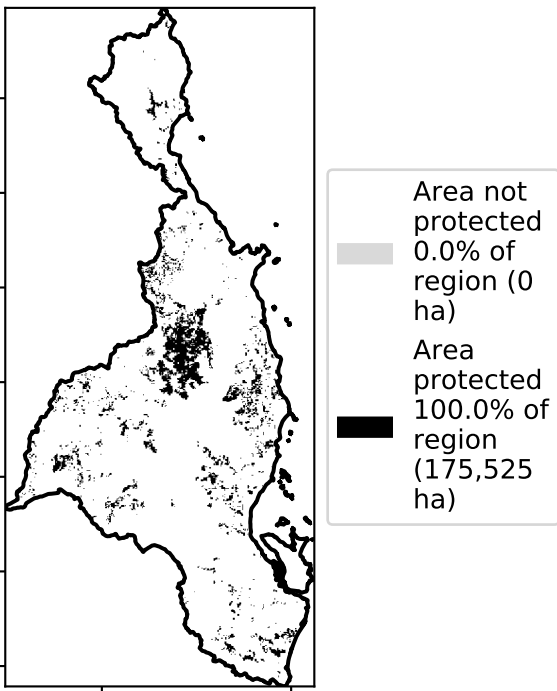 Area not
protected
0.0% of
region (0
ha)
Area
protected
100.0% of
region
(175,525
ha)